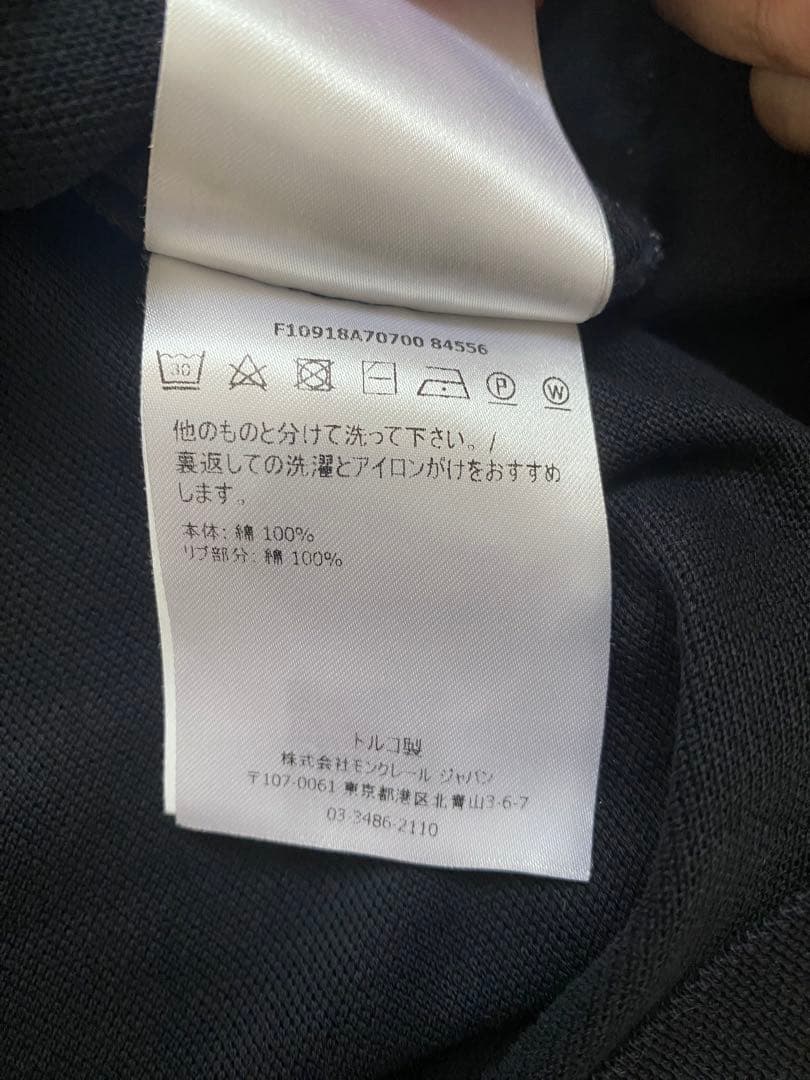 F10918A70700 84556
30
P
W
他のものと分けて洗って下さい。/
裏返しての洗濯とアイロンがけをおすすめ
します。
本体: 綿 100%
リブ部分: 綿 100%
トルコ製
株式会社モンクレール ジャパン
〒107-0061 東京都港区北青山3-6-7
03-3486-2110